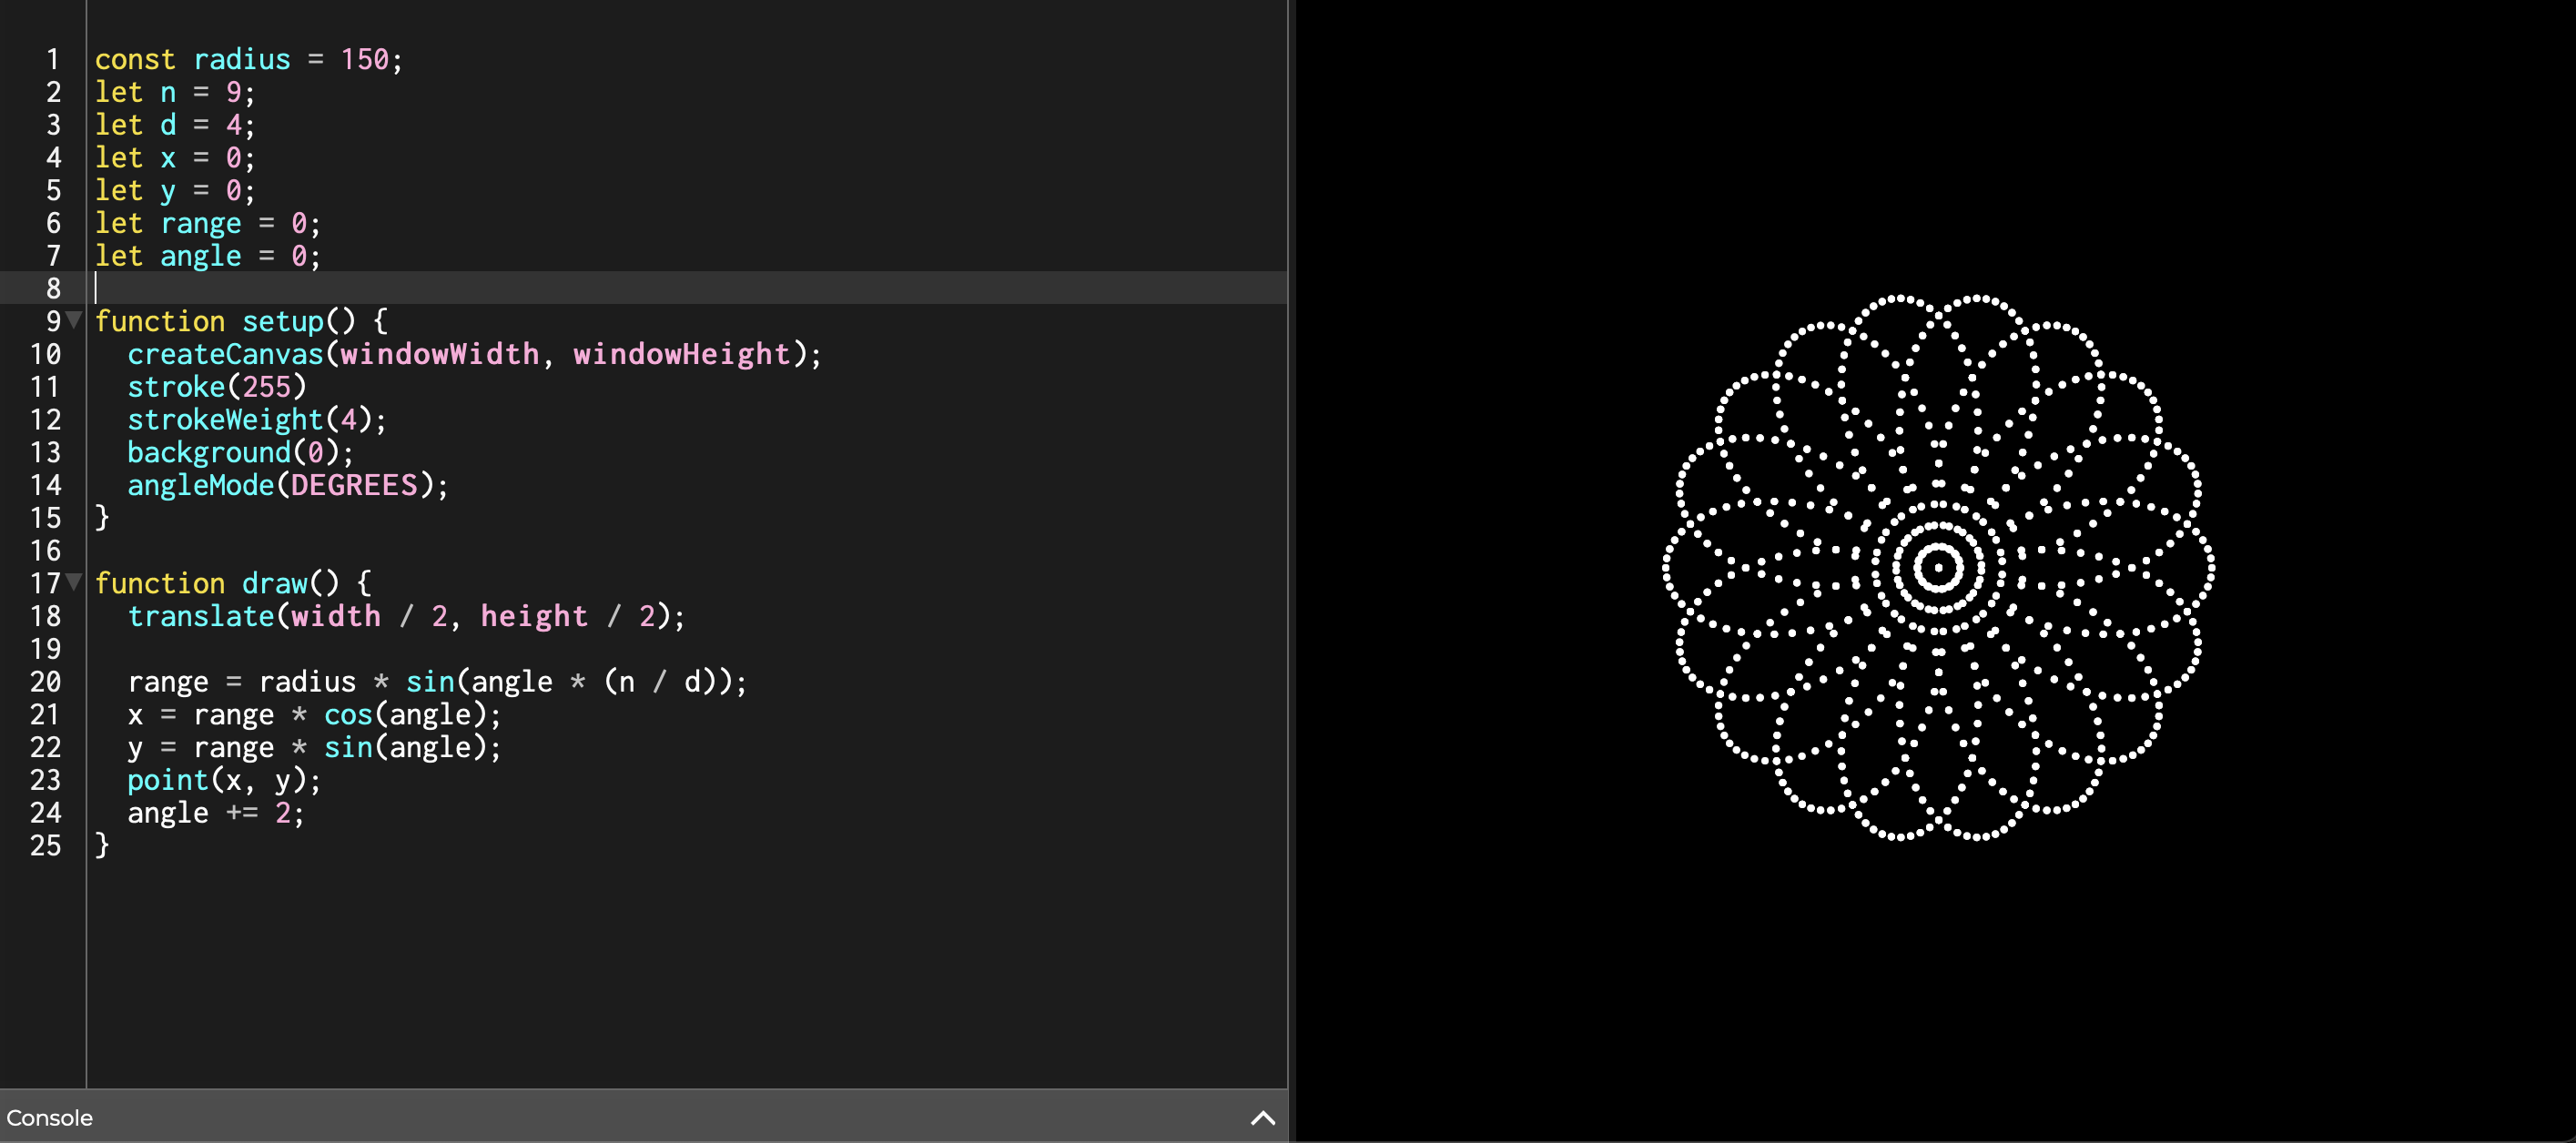 1 const radius = 150;
2 let n = 9;
3 let d = 4;
4 let x = 0;
5 let y = 0;
6 let range = 0;
7 let angle = 0;
8
9 function setup() {
10   createCanvas(windowWidth, windowHeight);
11   stroke(255)
12   strokeWeight(4);
13   background(0);
14   angleMode(DEGREES);
15 }
16
17 function draw() {
18   translate(width / 2, height / 2);
19
20   range = radius * sin(angle * (n / d));
21   x = range * cos(angle);
22   y = range * sin(angle);
23   point(x, y);
24   angle += 2;
25 }
Console